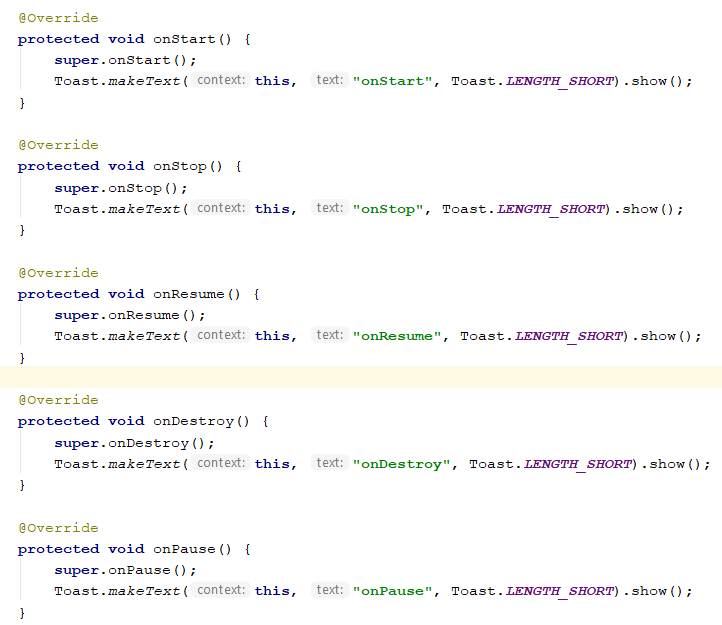 @Override
protected void onStart() {
super.onStart();
Toast.makeText( context: this, text: "onStart", Toast.LENGTH_SHORT).show();
}
@Override
protected void onStop() {
super.onStop();
Toast.makeText( context: this, text: "onStop", Toast.LENGTH_SHORT).show();
}
@Override
protected void onResume() {
super.onResume();
Toast.makeText( context: this, text: "onResume", Toast.LENGTH_SHORT).show();
}
@Override
protected void onDestroy() {
super.onDestroy();
Toast.makeText( context: this, text: "onDestroy", Toast.LENGTH_SHORT).show();
}
@Override
protected void onPause() {
super.onPause();
Toast.makeText( context: this, text: "onPause", Toast.LENGTH_SHORT).show();
}